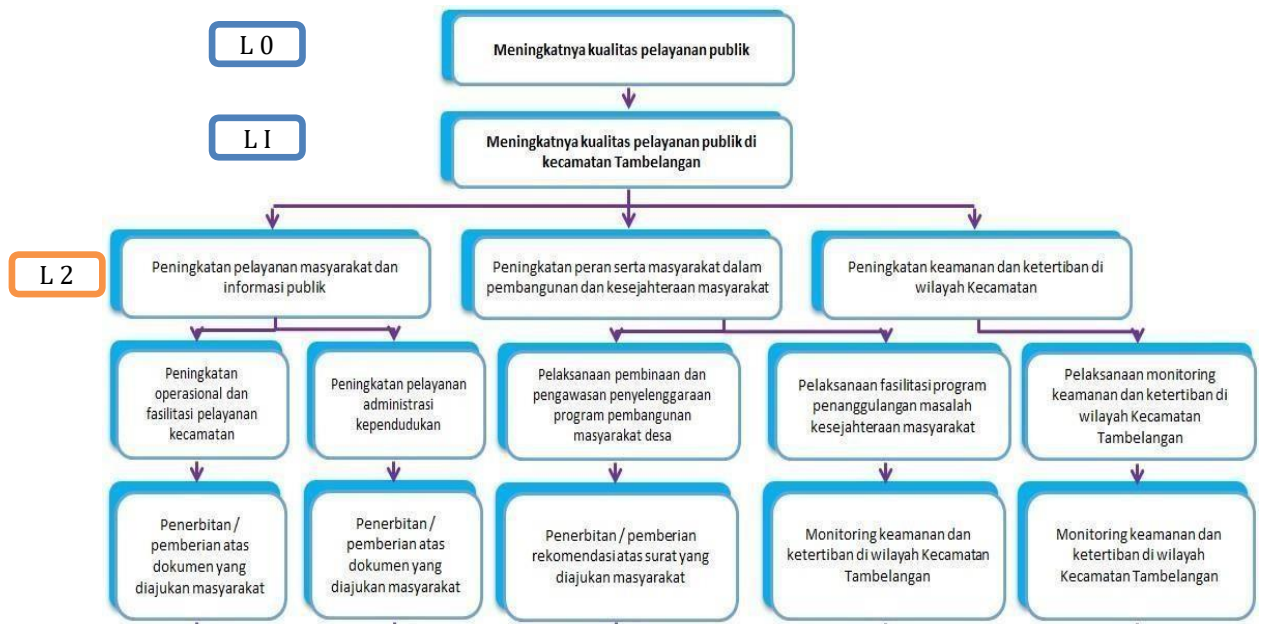 L 0
Meningkatnya kualitas pelayanan publik
L I
Meningkatnya kualitas pelayanan publik di
kecamatan Tambelangan
L 2
Peningkatan pelayanan masyarakat dan
informasi publik
Peningkatan peran serta masyarakat dalam
pembangunan dan kesejahteraan masyarakat
Peningkatan keamanan dan ketertiban di
wilayah Kecamatan
Peningkatan
operasional dan
fasilitasi pelayanan
kecamatan
Peningkatan pelayanan
administrasi
kependudukan
Pelaksanaan pembinaan dan
pengawasan penyelenggaraan
program pembangunan
masyarakat desa
Pelaksanaan fasilitasi program
penanggulangan masalah
kesejahteraan masyarakat
Pelaksanaan monitoring
keamanan dan ketertiban di
wilayah Kecamatan
Tambelangan
Penerbitan /
pemberian atas
dokumen yang
diajukan masyarakat
Penerbitan /
pemberian atas
dokumen yang
diajukan masyarakat
Penerbitan / pemberian
rekomendasi atas surat yang
diajukan masyarakat
Monitoring keamanan dan
ketertiban di wilayah Kecamatan
Tambelangan
Monitoring keamanan dan
ketertiban di wilayah
Kecamatan Tambelangan